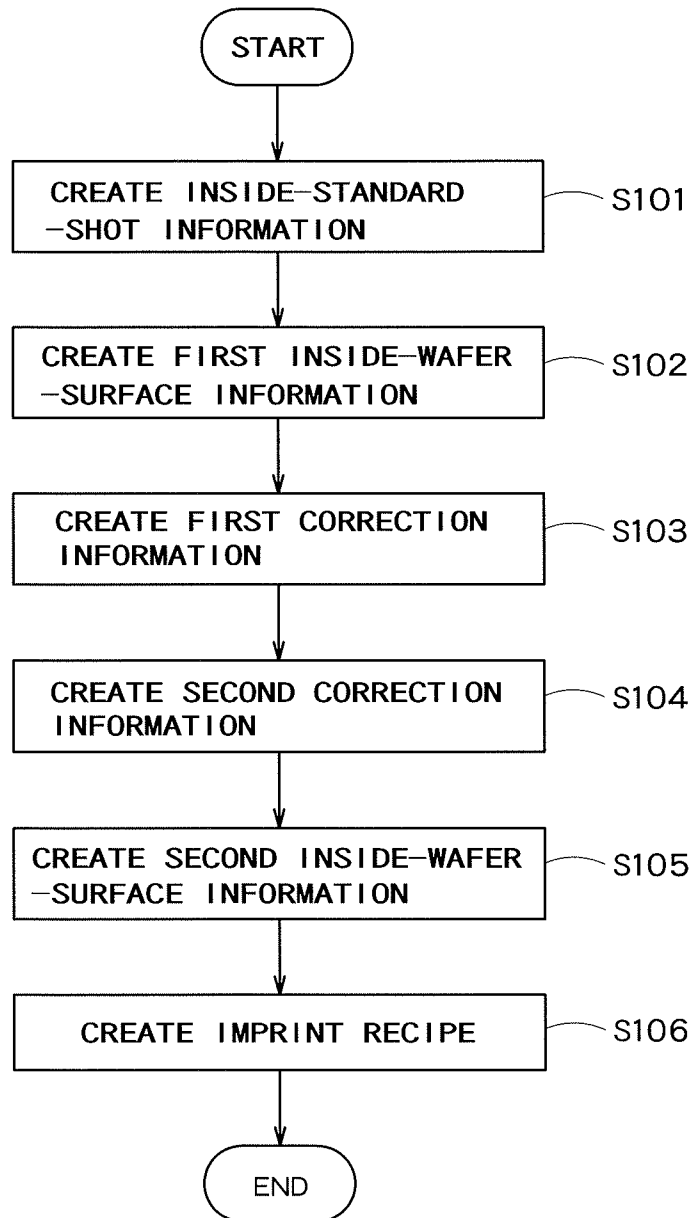 START
CREATE INSIDE-STANDARD
-SHOT INFORMATION
S101
CREATE FIRST INSIDE-WAFER
-SURFACE INFORMATION
S102
CREATE FIRST CORRECTION
INFORMATION
S103
CREATE SECOND CORRECTION
INFORMATION
S104
CREATE SECOND INSIDE-WAFER
-SURFACE INFORMATION
S105
CREATE IMPRINT RECIPE
S106
END